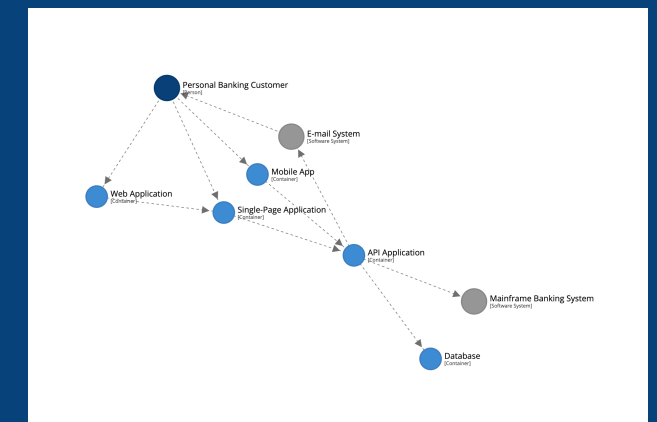 Personal Banking Customer
[Person]
E-mail System
[Software System]
Mobile App
[Container]
Web Application
[Container]
Single-Page Application
[Container]
API Application
[Container]
Mainframe Banking System
[Software System]
Database
[Container]